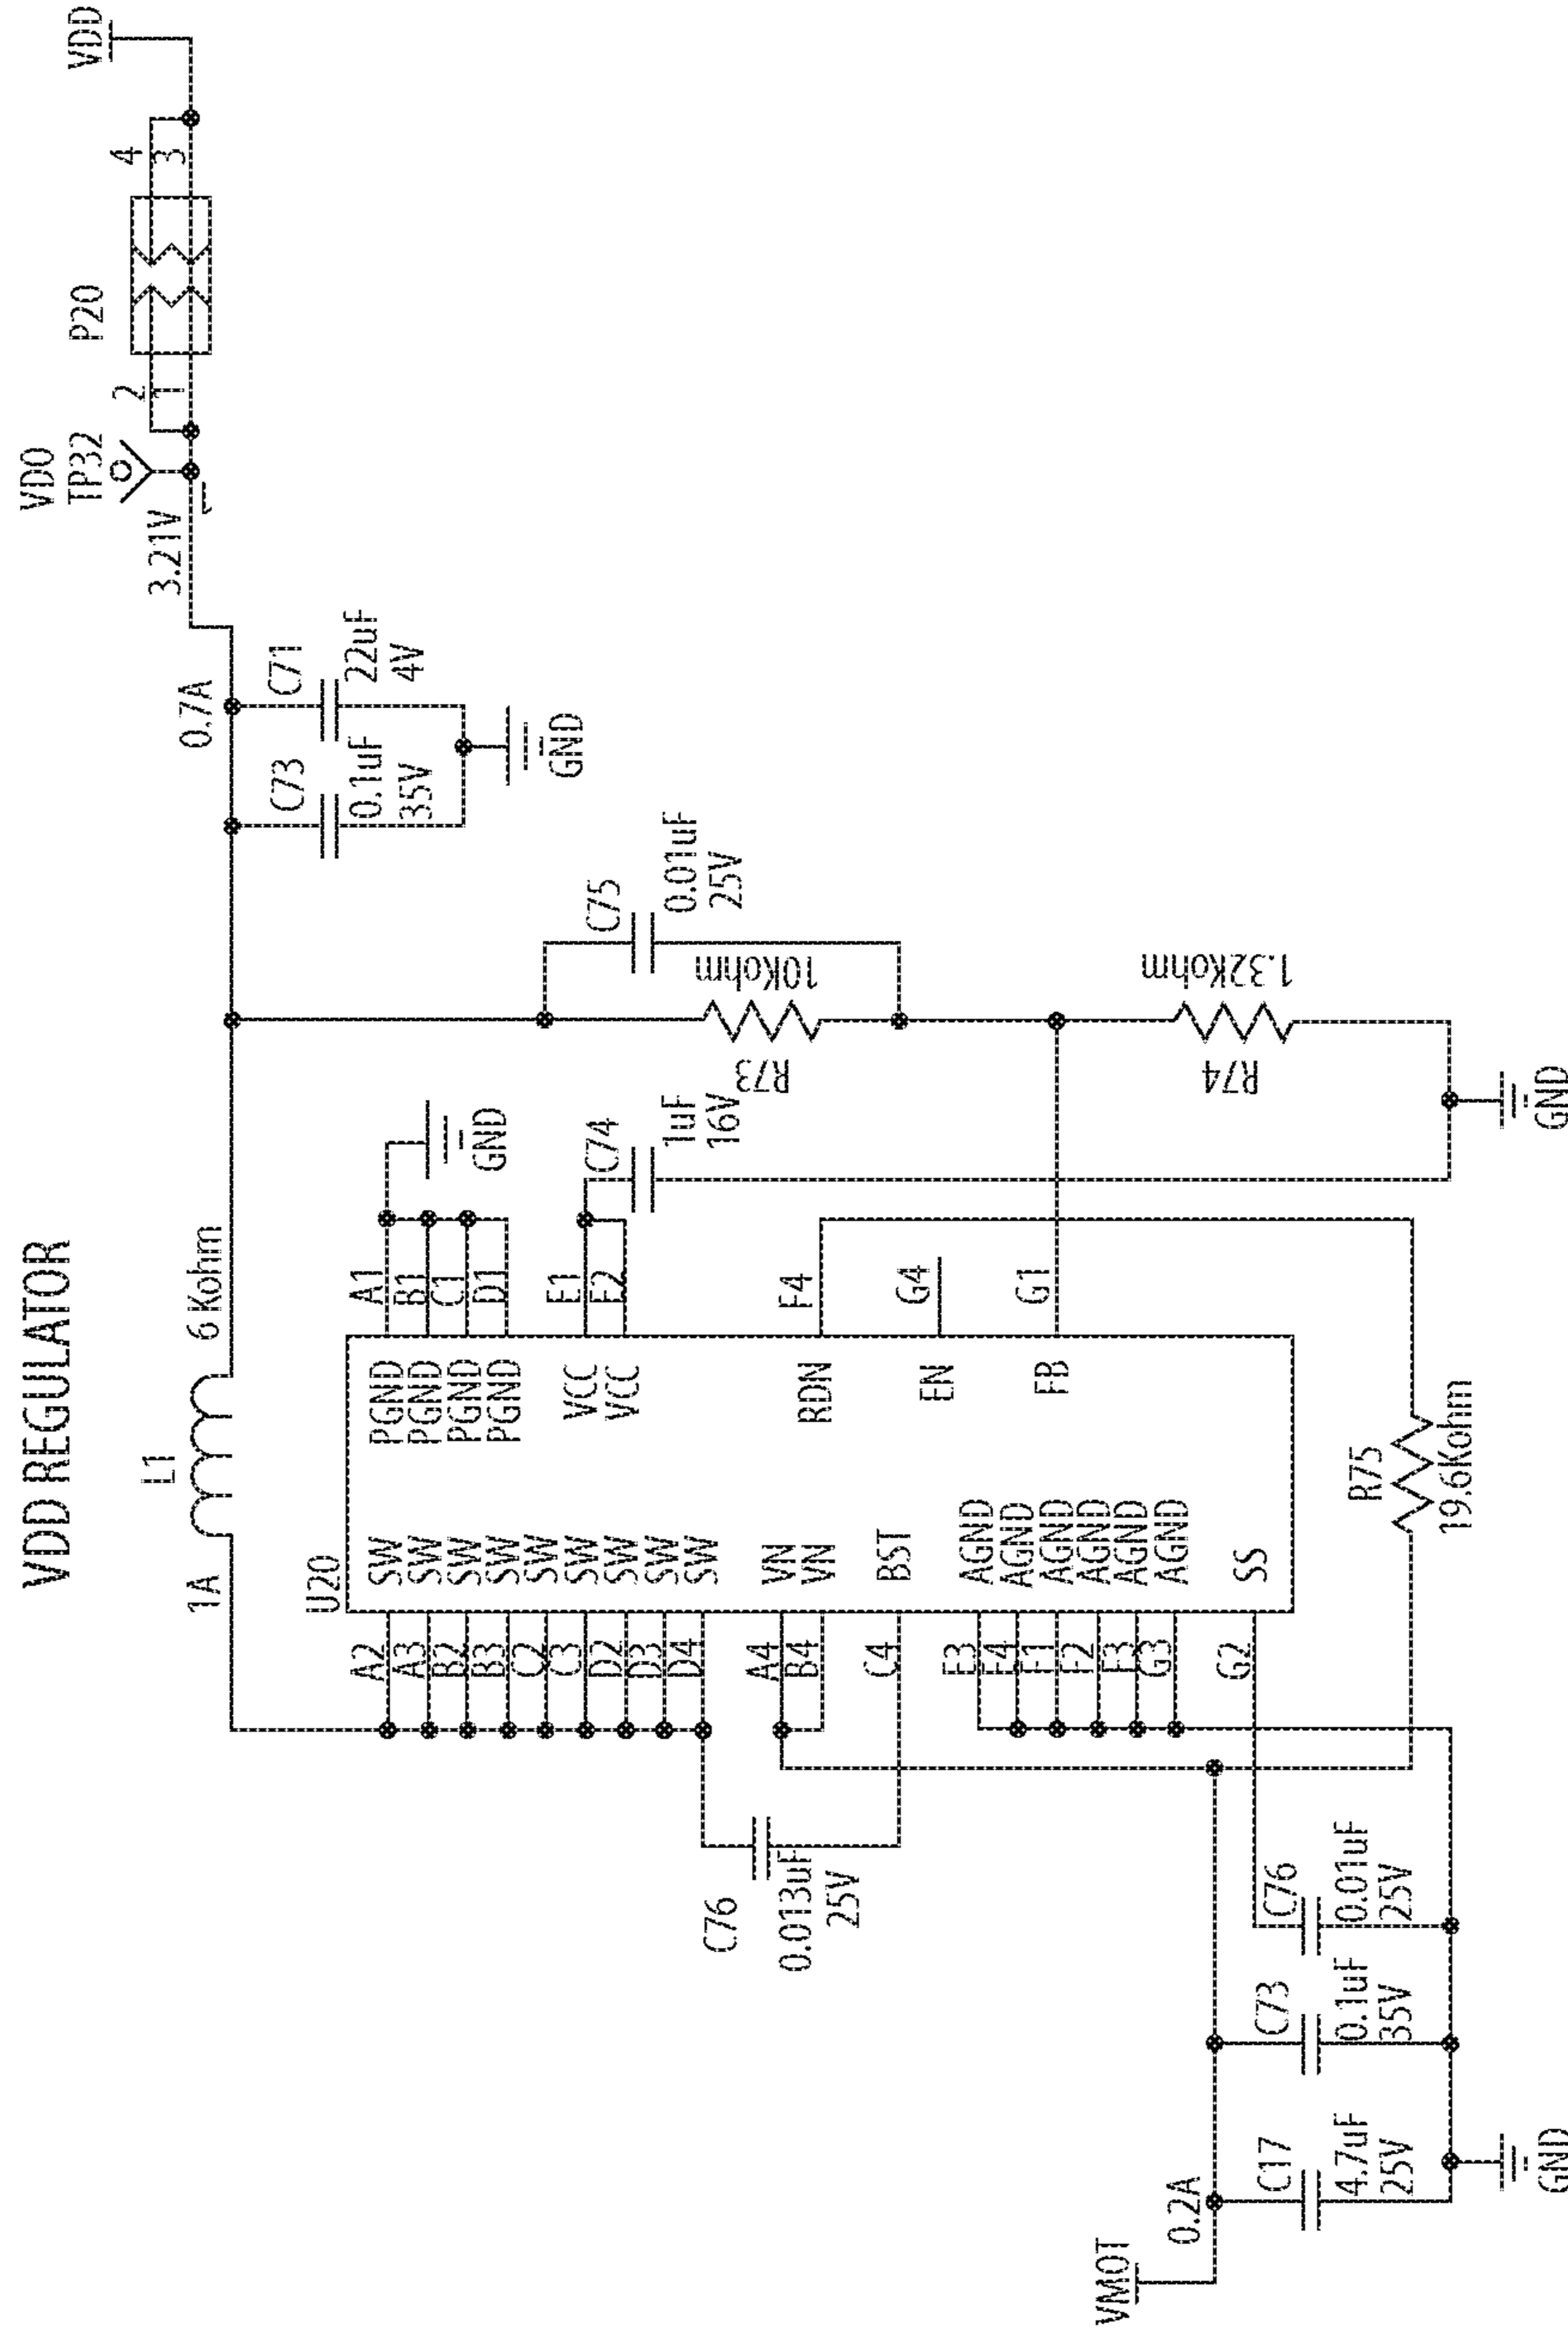 VDD REGULATOR
VMOT
0.2A
C17
4.7uF
25V
GND
C73
0.1uF
35V
C76
0.01uF
25V
C76
0.013uF
25V
1A
L1
6 Kohm
U20
A2 SW
A3 SW
B2 SW
B3 SW
C2 SW
C3 SW
D2 SW
D3 SW
D4 SW
A4 VN
B4 VN
C4 BST
E3 AGND
E4 AGND
F1 AGND
F2 AGND
F3 AGND
G3 AGND
G2 SS
PGND A1
PGND B1
PGND C1
PGND D1
VCC E1
VCC E2
RDN F4
EN G4
FB G1
R75
19.6Kohm
GND
C74
1uF
16V
R73
10Kohm
C75
0.01uF
25V
R74
1.32Kohm
GND
C73
0.1uF
35V
0.7A
C71
22uF
4V
GND
3.21V
VDO
TP32
2
1
P20
4
3
VDD